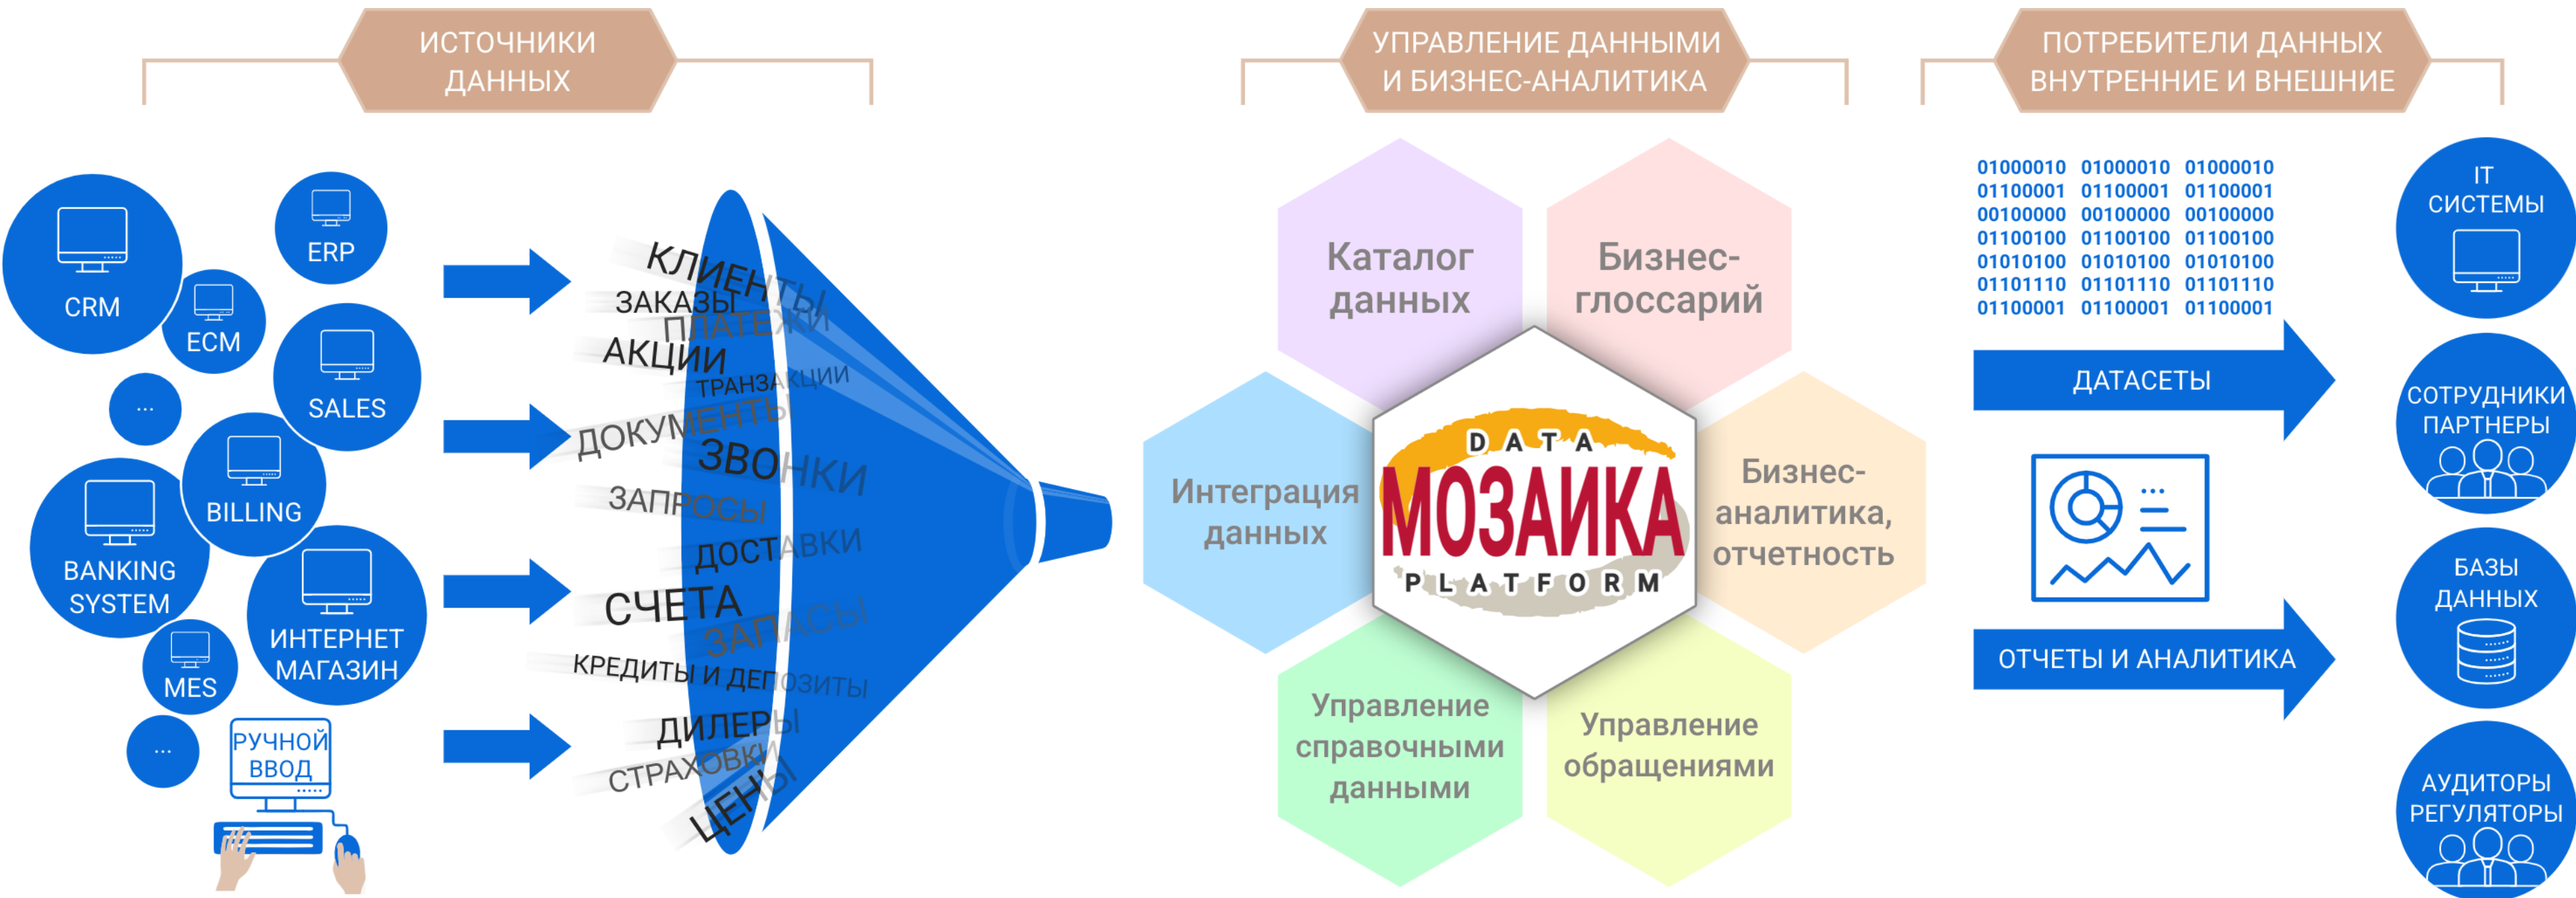 ИСТОЧНИКИ
ДАННЫХ
УПРАВЛЕНИЕ ДАННЫМИ
И БИЗНЕС-АНАЛИТИКА
ПОТРЕБИТЕЛИ ДАННЫХ
ВНУТРЕННИЕ И ВНЕШНИЕ
CRM
ERP
ECM
SALES
...
BILLING
BANKING
SYSTEM
ИНТЕРНЕТ
МАГАЗИН
MES
...
РУЧНОЙ
ВВОД
КЛИЕНТЫ
ЗАКАЗЫ
ПЛАТЕЖИ
АКЦИИ
ТРАНЗАКЦИИ
ДОКУМЕНТЫ
ЗВОНКИ
ЗАПРОСЫ
ДОСТАВКИ
СЧЕТА
ЗАПАСЫ
КРЕДИТЫ И ДЕПОЗИТЫ
ДИЛЕРЫ
СТРАХОВКИ
ЦЕНЫ
Каталог
данных
Бизнес-
глоссарий
Интеграция
данных
DATA
МОЗАИКА
PLATFORM
Бизнес-
аналитика,
отчетность
Управление
справочными
данными
Управление
обращениями
01000010 01000010 01000010
01100001 01100001 01100001
00100000 00100000 00100000
01100100 01100100 01100100
01010100 01010100 01010100
01101110 01101110 01101110
01100001 01100001 01100001
ДАТАСЕТЫ
...
ОТЧЕТЫ И АНАЛИТИКА
IT
СИСТЕМЫ
СОТРУДНИКИ
ПАРТНЕРЫ
БАЗЫ
ДАННЫХ
АУДИТОРЫ
РЕГУЛЯТОРЫ